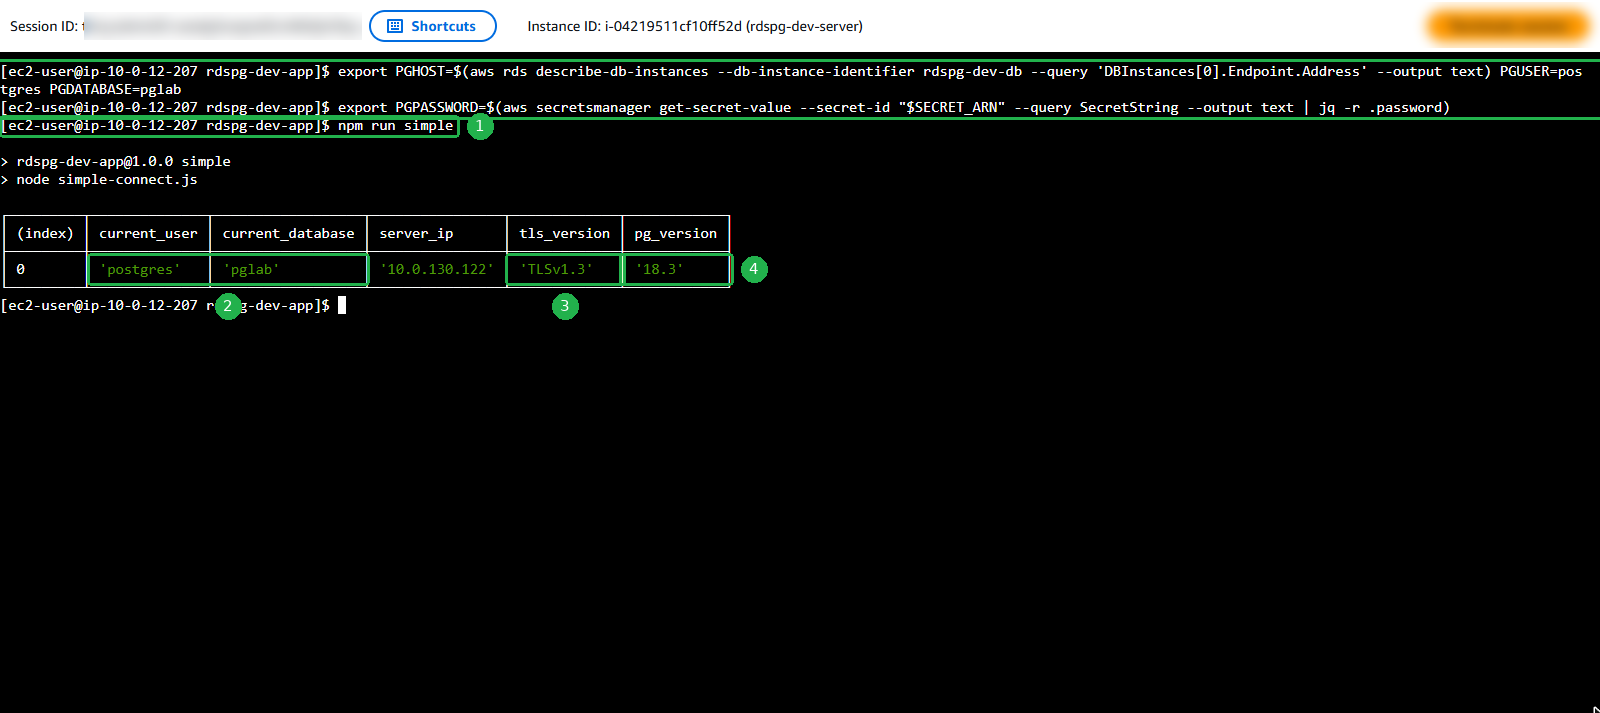 Session ID:
Shortcuts
Instance ID: i-04219511cf10ff52d (rdspg-dev-server)
[ec2-user@ip-10-0-12-207 rdspg-dev-app]$ export PGHOST=$(aws rds describe-db-instances --db-instance-identifier rdspg-dev-db --query 'DBInstances[0].Endpoint.Address' --output text) PGUSER=pos
tgres PGDATABASE=pglab
[ec2-user@ip-10-0-12-207 rdspg-dev-app]$ export PGPASSWORD=$(aws secretsmanager get-secret-value --secret-id "$SECRET_ARN" --query SecretString --output text | jq -r .password)
[ec2-user@ip-10-0-12-207 rdspg-dev-app]$ npm run simple 1
> rdspg-dev-app@1.0.0 simple
> node simple-connect.js
(index) current_user current_database server_ip tls_version pg_version
0 'postgres' 'pglab' '10.0.130.122' 'TLSv1.3' '18.3' 4
[ec2-user@ip-10-0-12-207 r 2 g-dev-app]$ 3